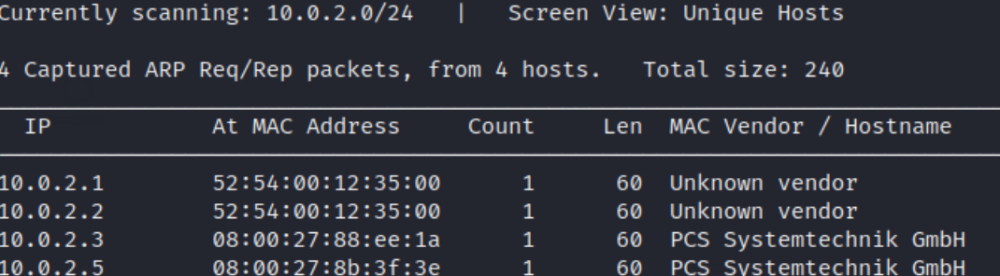 Currently scanning: 10.0.2.0/24   |   Screen View: Unique Hosts
4 Captured ARP Req/Rep packets, from 4 hosts.   Total size: 240
IP            At MAC Address     Count     Len  MAC Vendor / Hostname
10.0.2.1        52:54:00:12:35:00      1      60  Unknown vendor
10.0.2.2        52:54:00:12:35:00      1      60  Unknown vendor
10.0.2.3        08:00:27:88:ee:1a      1      60  PCS Systemtechnik GmbH
10.0.2.5        08:00:27:8b:3f:3e      1      60  PCS Systemtechnik GmbH